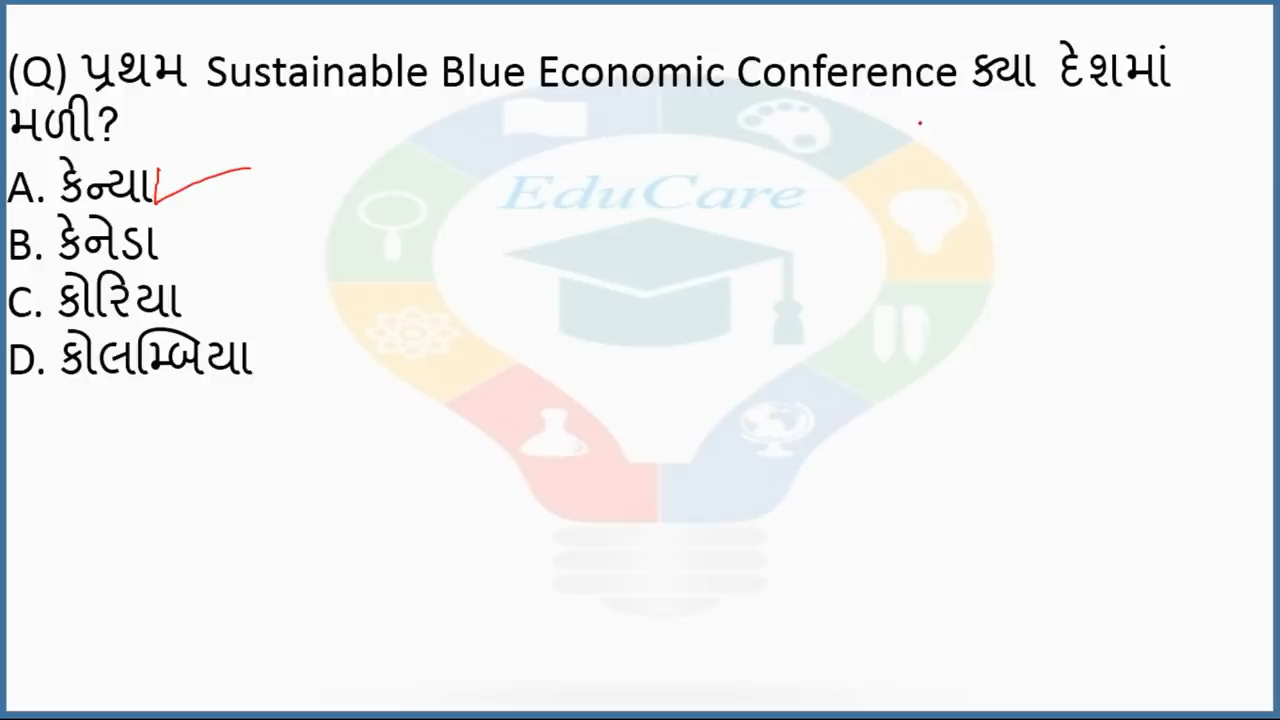 (Q) પ્રથમ Sustainable Blue Economic Conference ક્યા દેશમાં
મળી?
A. કેન્યા
EduCare
B. કેનેડા
C. કોરિયા
D. કોલમ્બિયા